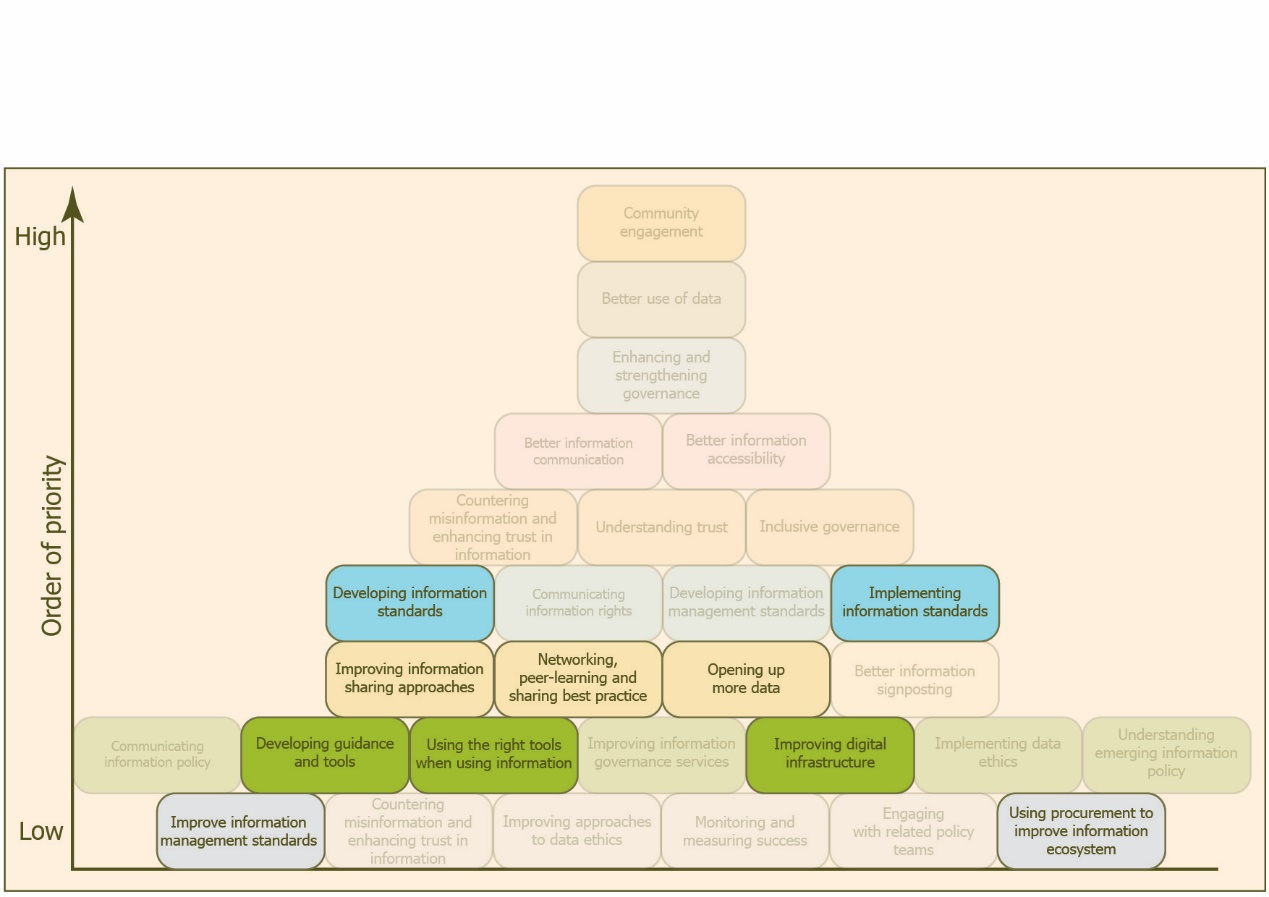 High
Order of priority
Low
Community
engagement
Better use of data
Enhancing and
strengthening
governance
Better information
communication
Better information
accessibility
Countering
misinformation and
enhancing trust in
information
Understanding trust
Inclusive governance
Developing information
standards
Communicating
information rights
Developing information
management standards
Implementing
information standards
Improving information
sharing approaches
Networking,
peer-learning and
sharing best practice
Opening up
more data
Better information
signposting
Communicating
information policy
Developing guidance
and tools
Using the right tools
when using information
Improving information
governance services
Improving digital
infrastructure
Implementing data
ethics
Understanding
emerging information
policy
Improve information
management standards
Countering
misinformation and
enhancing trust in
information
Improving approaches
to data ethics
Monitoring and
measuring success
Engaging
with related policy
teams
Using procurement to
improve information
ecosystem